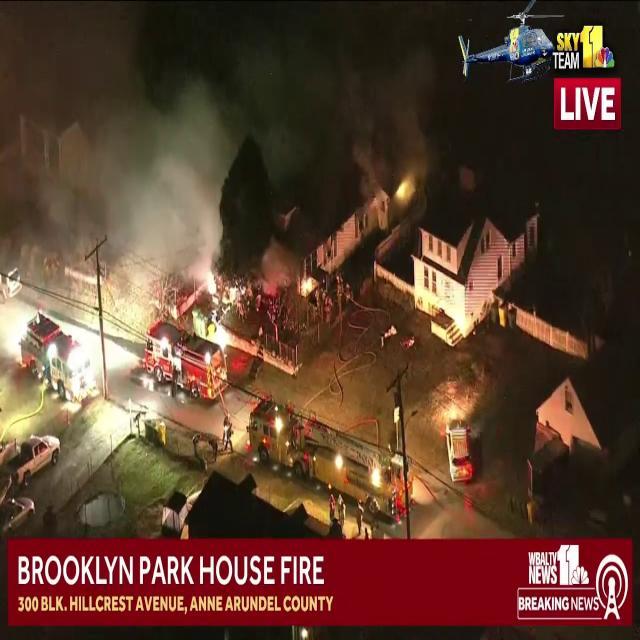 SKY
TEAM 11
LIVE
BROOKLYN PARK HOUSE FIRE
300 BLK. HILLCREST AVENUE, ANNE ARUNDEL COUNTY
WBALTV
NEWS 11
BREAKING NEWS